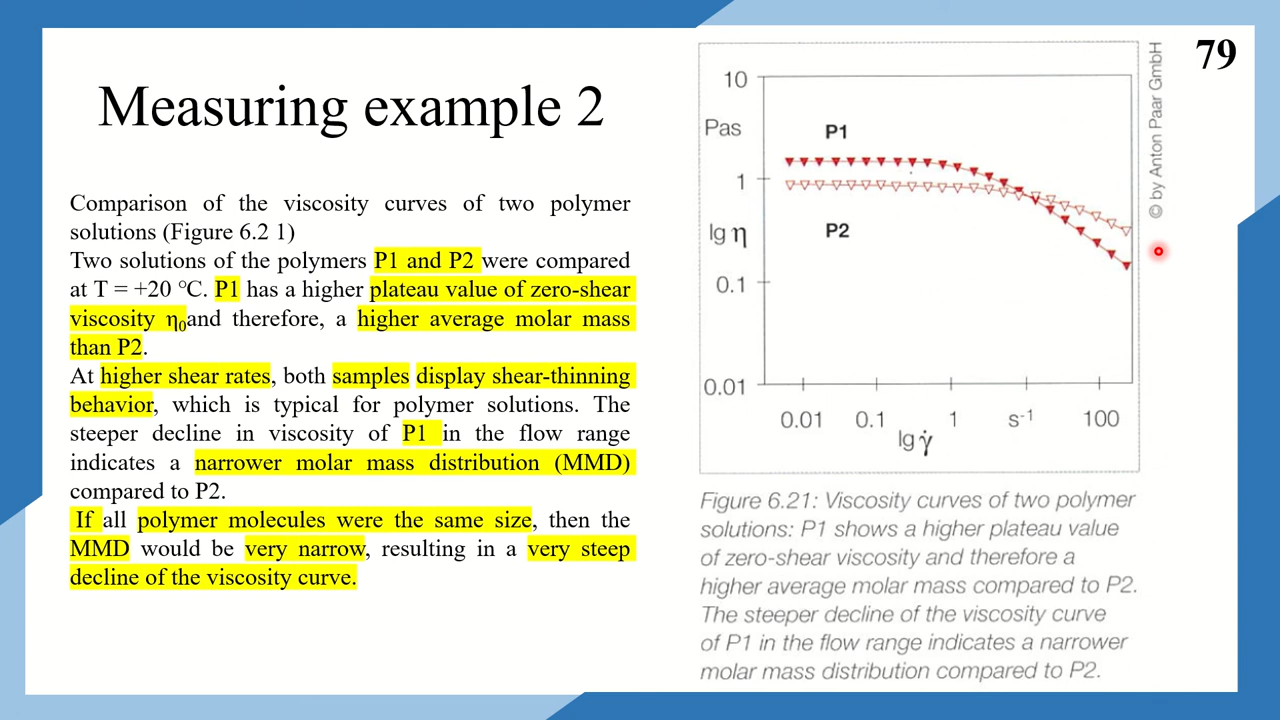 79
Measuring example 2
Comparison of the viscosity curves of two polymer
solutions (Figure 6.2 1)
Two solutions of the polymers P1 and P2 were compared
at T = +20 °C. P1 has a higher plateau value of zero-shear
viscosity η₀and therefore, a higher average molar mass
than P2.
At higher shear rates, both samples display shear-thinning
behavior, which is typical for polymer solutions. The
steeper decline in viscosity of P1 in the flow range
indicates a narrower molar mass distribution (MMD)
compared to P2.
If all polymer molecules were the same size, then the
MMD would be very narrow, resulting in a very steep
decline of the viscosity curve.
10
Pas
1
lg η
0.1
0.01
P1
P2
0.01 0.1 1 s⁻¹ 100
lg γ̇
© by Anton Paar GmbH
Figure 6.21: Viscosity curves of two polymer
solutions: P1 shows a higher plateau value
of zero-shear viscosity and therefore a
higher average molar mass compared to P2.
The steeper decline of the viscosity curve
of P1 in the flow range indicates a narrower
molar mass distribution compared to P2.